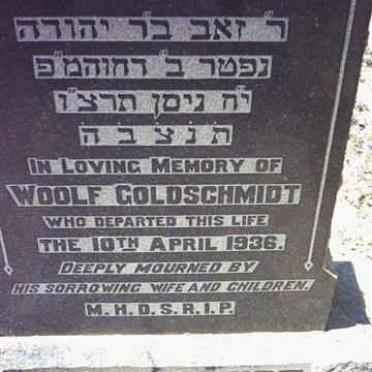 ר' זאב ב"ר יהודה
נפטר ב' דחוהמ"פ
י"ח ניסן תרצ"ו
ת נ צ ב ה
IN LOVING MEMORY OF
WOOLF GOLDSCHMIDT
WHO DEPARTED THIS LIFE
THE 10TH APRIL 1936.
DEEPLY MOURNED BY
HIS SORROWING WIFE AND CHILDREN.
M.H.D.S.R.I.P.